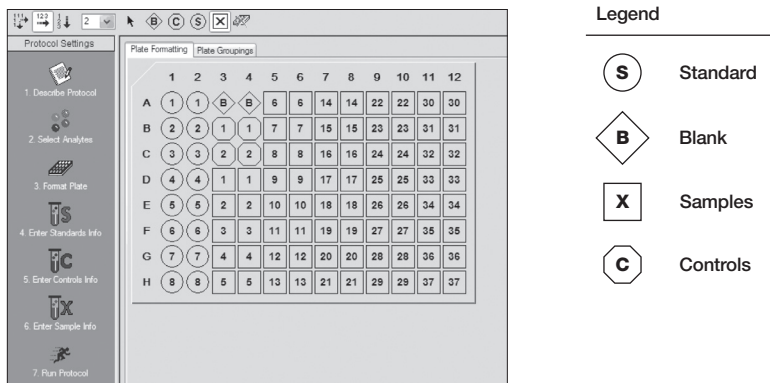 2
B C S X
Protocol Settings
1. Describe Protocol
2. Select Analytes
3. Format Plate
S
4. Enter Standards Info
C
5. Enter Controls Info
X
6. Enter Sample Info
7. Run Protocol
Plate Formatting Plate Groupings
1 2 3 4 5 6 7 8 9 10 11 12
A 1 1 B B 6 6 14 14 22 22 30 30
B 2 2 1 1 7 7 15 15 23 23 31 31
C 3 3 2 2 8 8 16 16 24 24 32 32
D 4 4 1 1 9 9 17 17 25 25 33 33
E 5 5 2 2 10 10 18 18 26 26 34 34
F 6 6 3 3 11 11 19 19 27 27 35 35
G 7 7 4 4 12 12 20 20 28 28 36 36
H 8 8 5 5 13 13 21 21 29 29 37 37
Legend
S Standard
B Blank
X Samples
C Controls